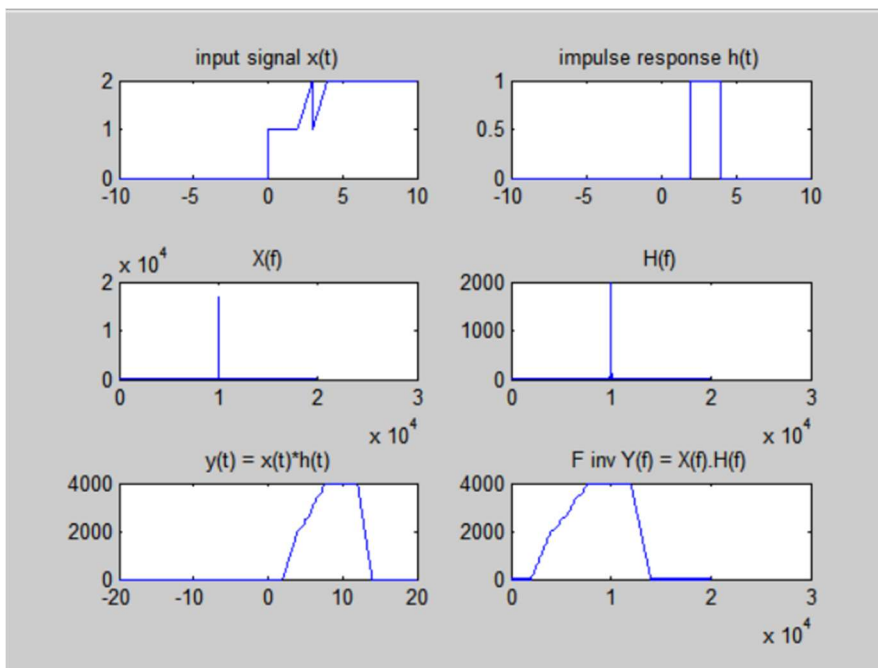 input signal x(t)
impulse response h(t)
2
1
0
-10 -5 0 5 10
1
0.5
0
-10 -5 0 5 10
x 10^4
X(f)
2
1
0
0 1 2 3
x 10^4
H(f)
2000
1000
0
0 1 2 3
x 10^4
y(t) = x(t)*h(t)
4000
2000
0
-20 -10 0 10 20
F inv Y(f) = X(f).H(f)
4000
2000
0
0 1 2 3
x 10^4